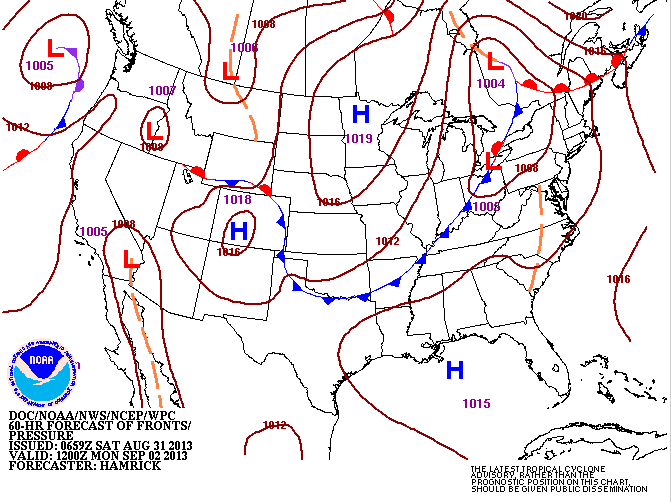 1008
1020
1016
L
1006
L
L
1005
1004
1008
1007
H
1012
1019
L
1008
L
1008
1018
1016
1008
1005
1008
H
1012
1016
L
1016
H
1015
1012
NOAA
DOC/NOAA/NWS/NCEP/WPC
60-HR FORECAST OF FRONTS/
PRESSURE
ISSUED: 0659Z SAT AUG 31 2013
VALID: 1200Z MON SEP 02 2013
FORECASTER: HAMRICK
THE LATEST TROPICAL CYCLONE
ADVISORY, RATHER THAN THE
PROGNOSTIC POSITION ON THIS CHART,
SHOULD BE GIVEN PUBLIC DISSEMINATION